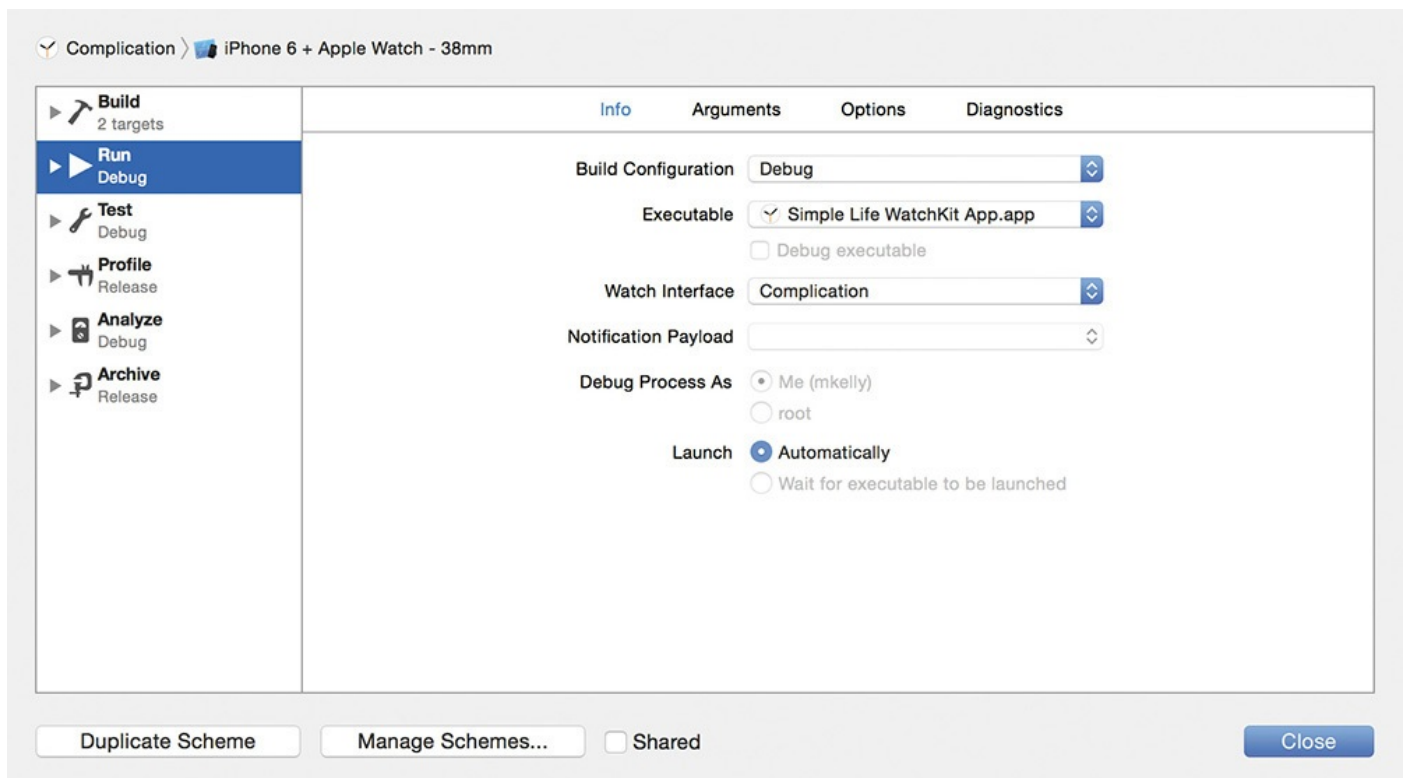 Complication 〉 iPhone 6 + Apple Watch - 38mm
Build
2 targets
Run
Debug
Test
Debug
Profile
Release
Analyze
Debug
Archive
Release
Info Arguments Options Diagnostics
Build Configuration Debug
Executable Simple Life WatchKit App.app
Debug executable
Watch Interface Complication
Notification Payload
Debug Process As Me (mkelly)
root
Launch Automatically
Wait for executable to be launched
Duplicate Scheme Manage Schemes... Shared Close